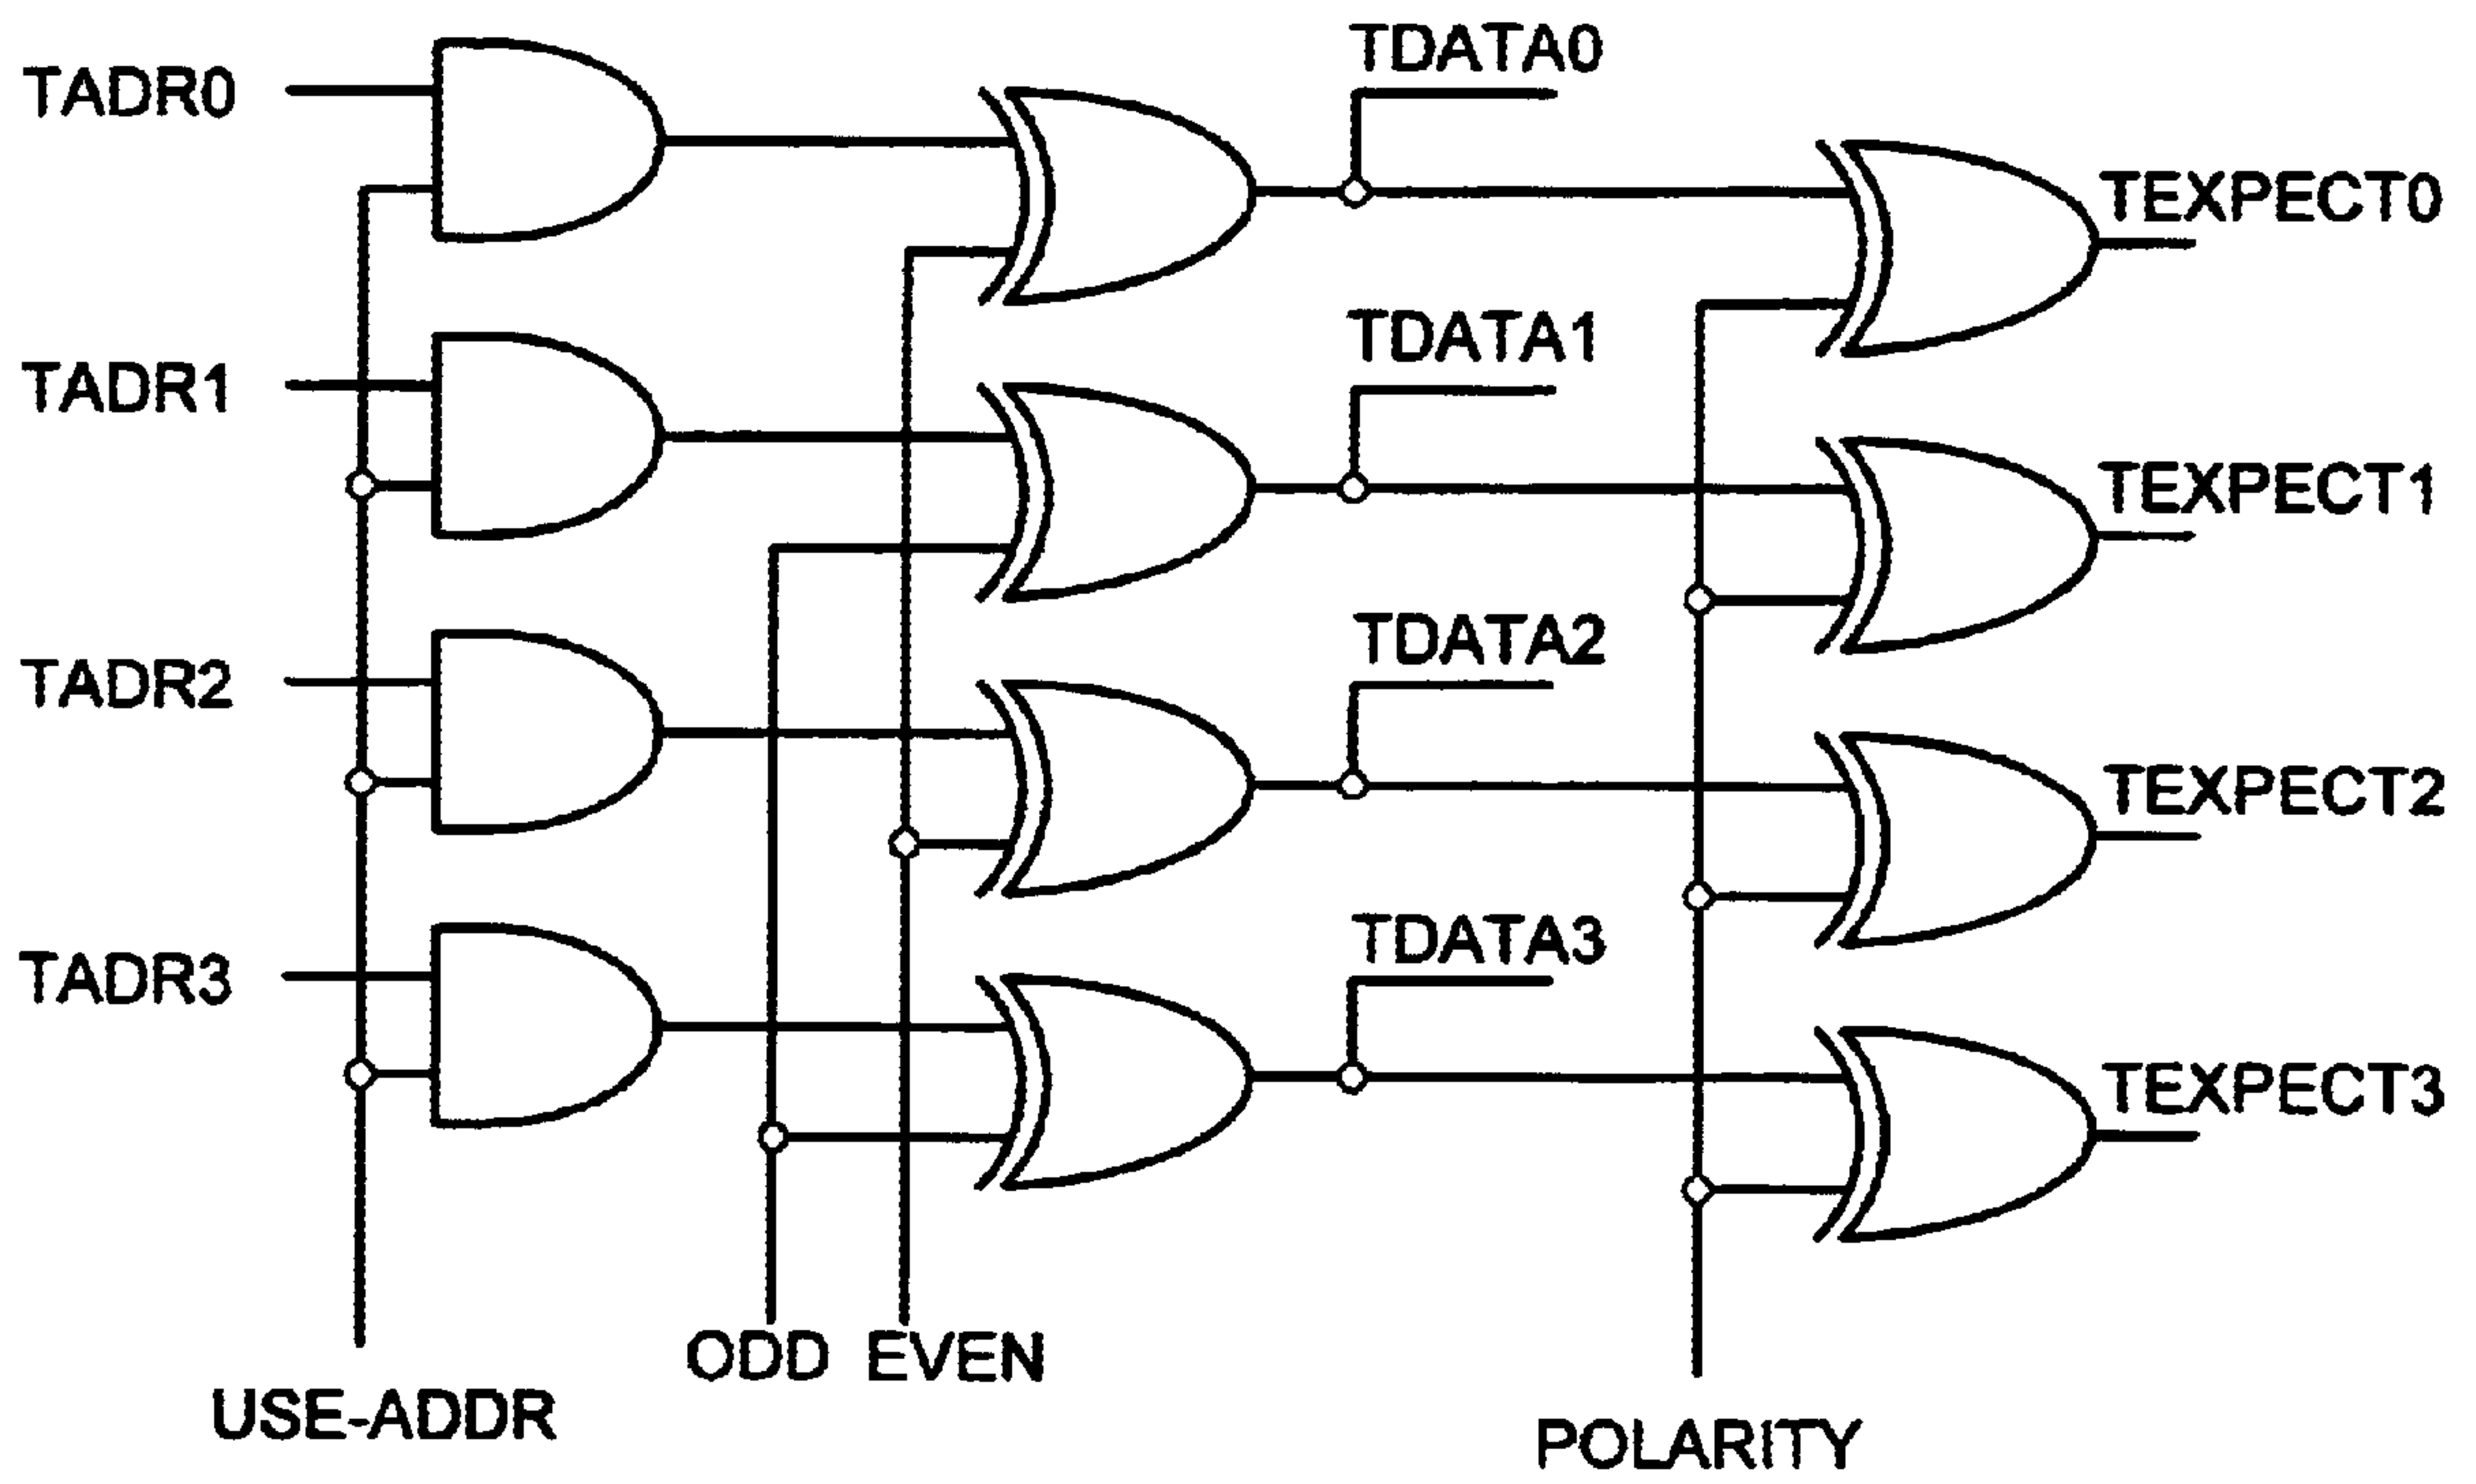 TDATA0
TADR0
TEXPECT0
TDATA1
TADR1
TEXPECT1
TDATA2
TADR2
TEXPECT2
TDATA3
TADR3
TEXPECT3
ODD EVEN
USE-ADDR
POLARITY